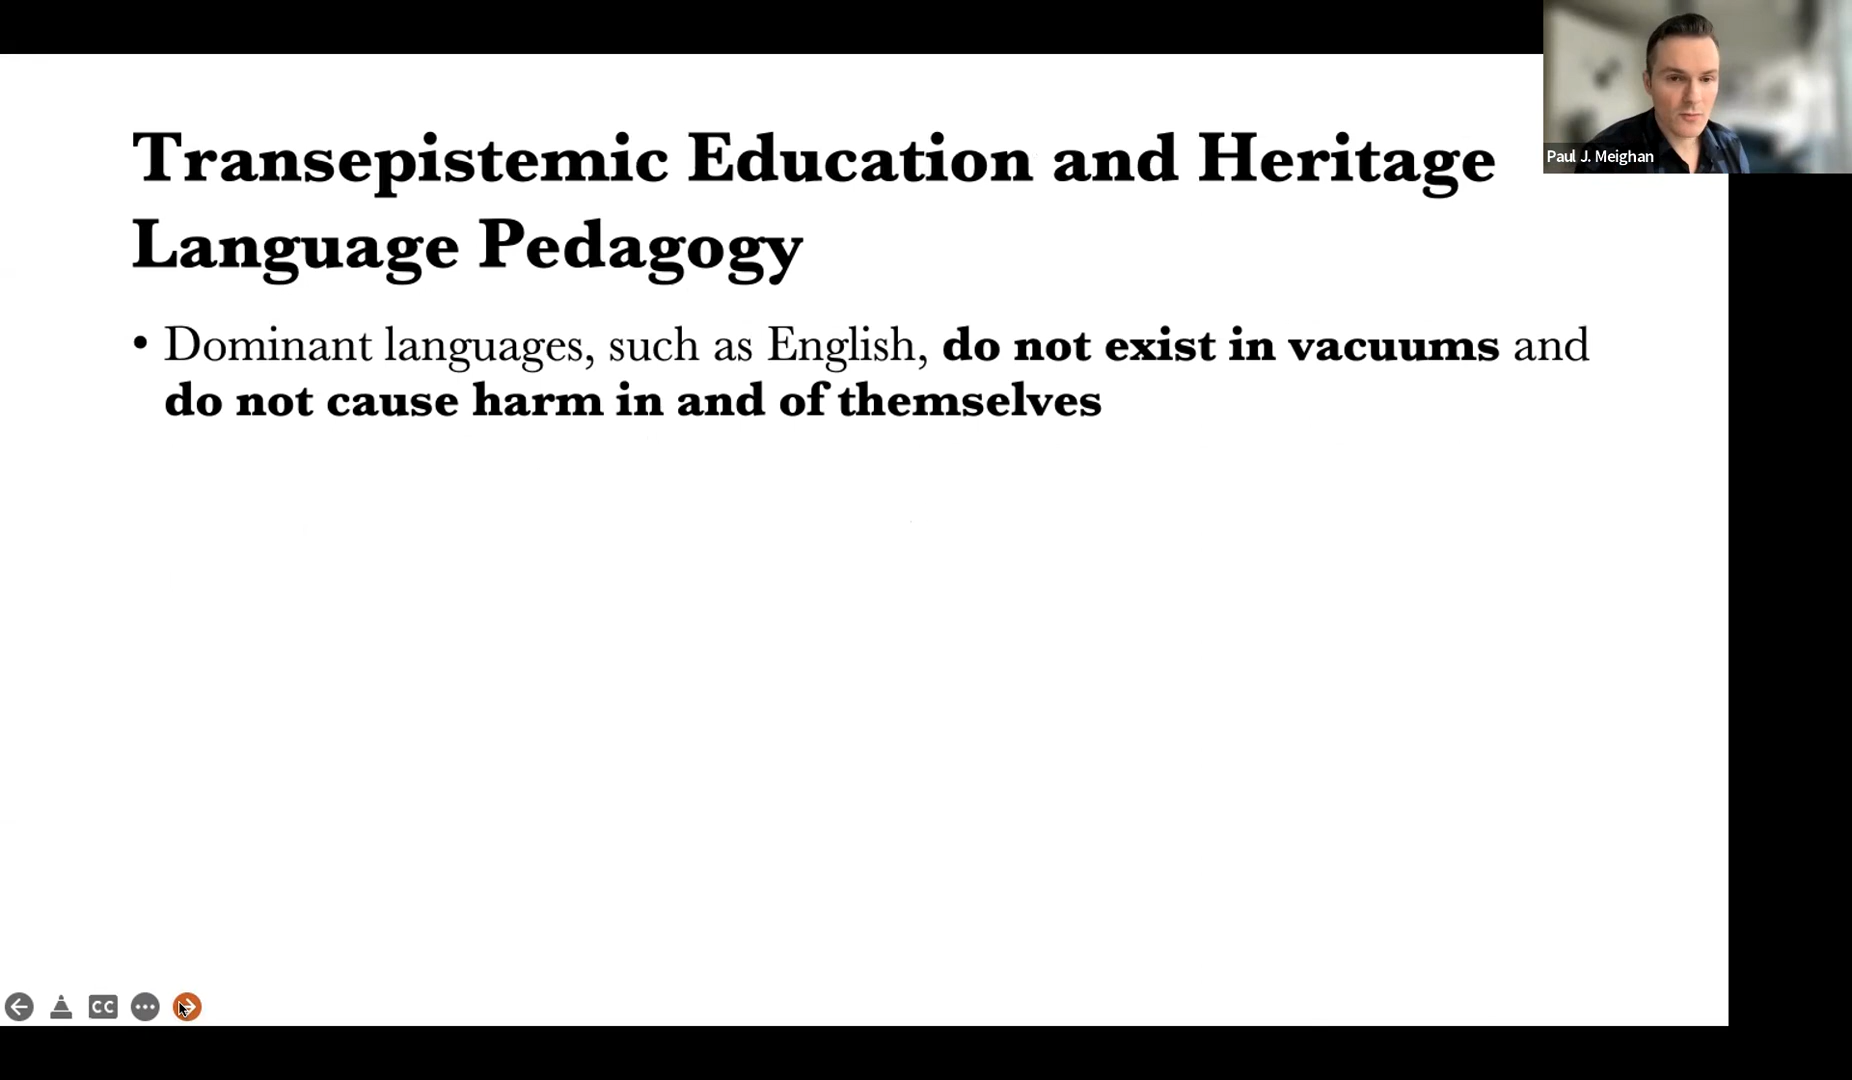 Transepistemic Education and Heritage
Language Pedagogy
• Dominant languages, such as English, do not exist in vacuums and
do not cause harm in and of themselves
Paul J. Meighan
CC